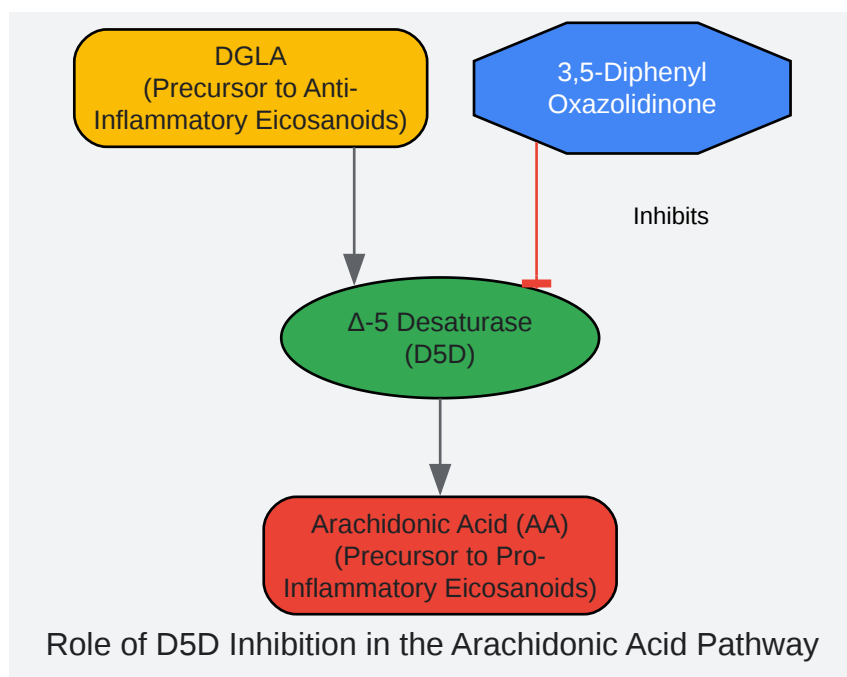 DGLA
(Precursor to Anti-
Inflammatory Eicosanoids)
3,5-Diphenyl
Oxazolidinone
Inhibits
Δ-5 Desaturase
(D5D)
Arachidonic Acid (AA)
(Precursor to Pro-
Inflammatory Eicosanoids)
Role of D5D Inhibition in the Arachidonic Acid Pathway